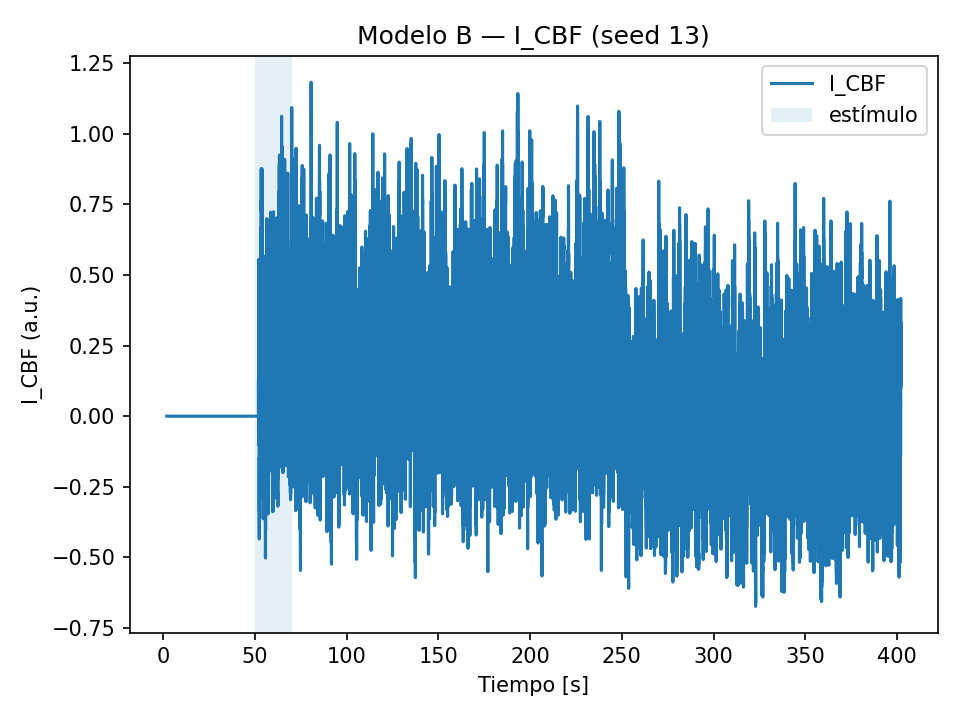 Modelo B — I_CBF (seed 13)
I_CBF (a.u.)
1.25
1.00
0.75
0.50
0.25
0.00
−0.25
−0.50
−0.75
I_CBF
estímulo
0 50 100 150 200 250 300 350 400
Tiempo [s]